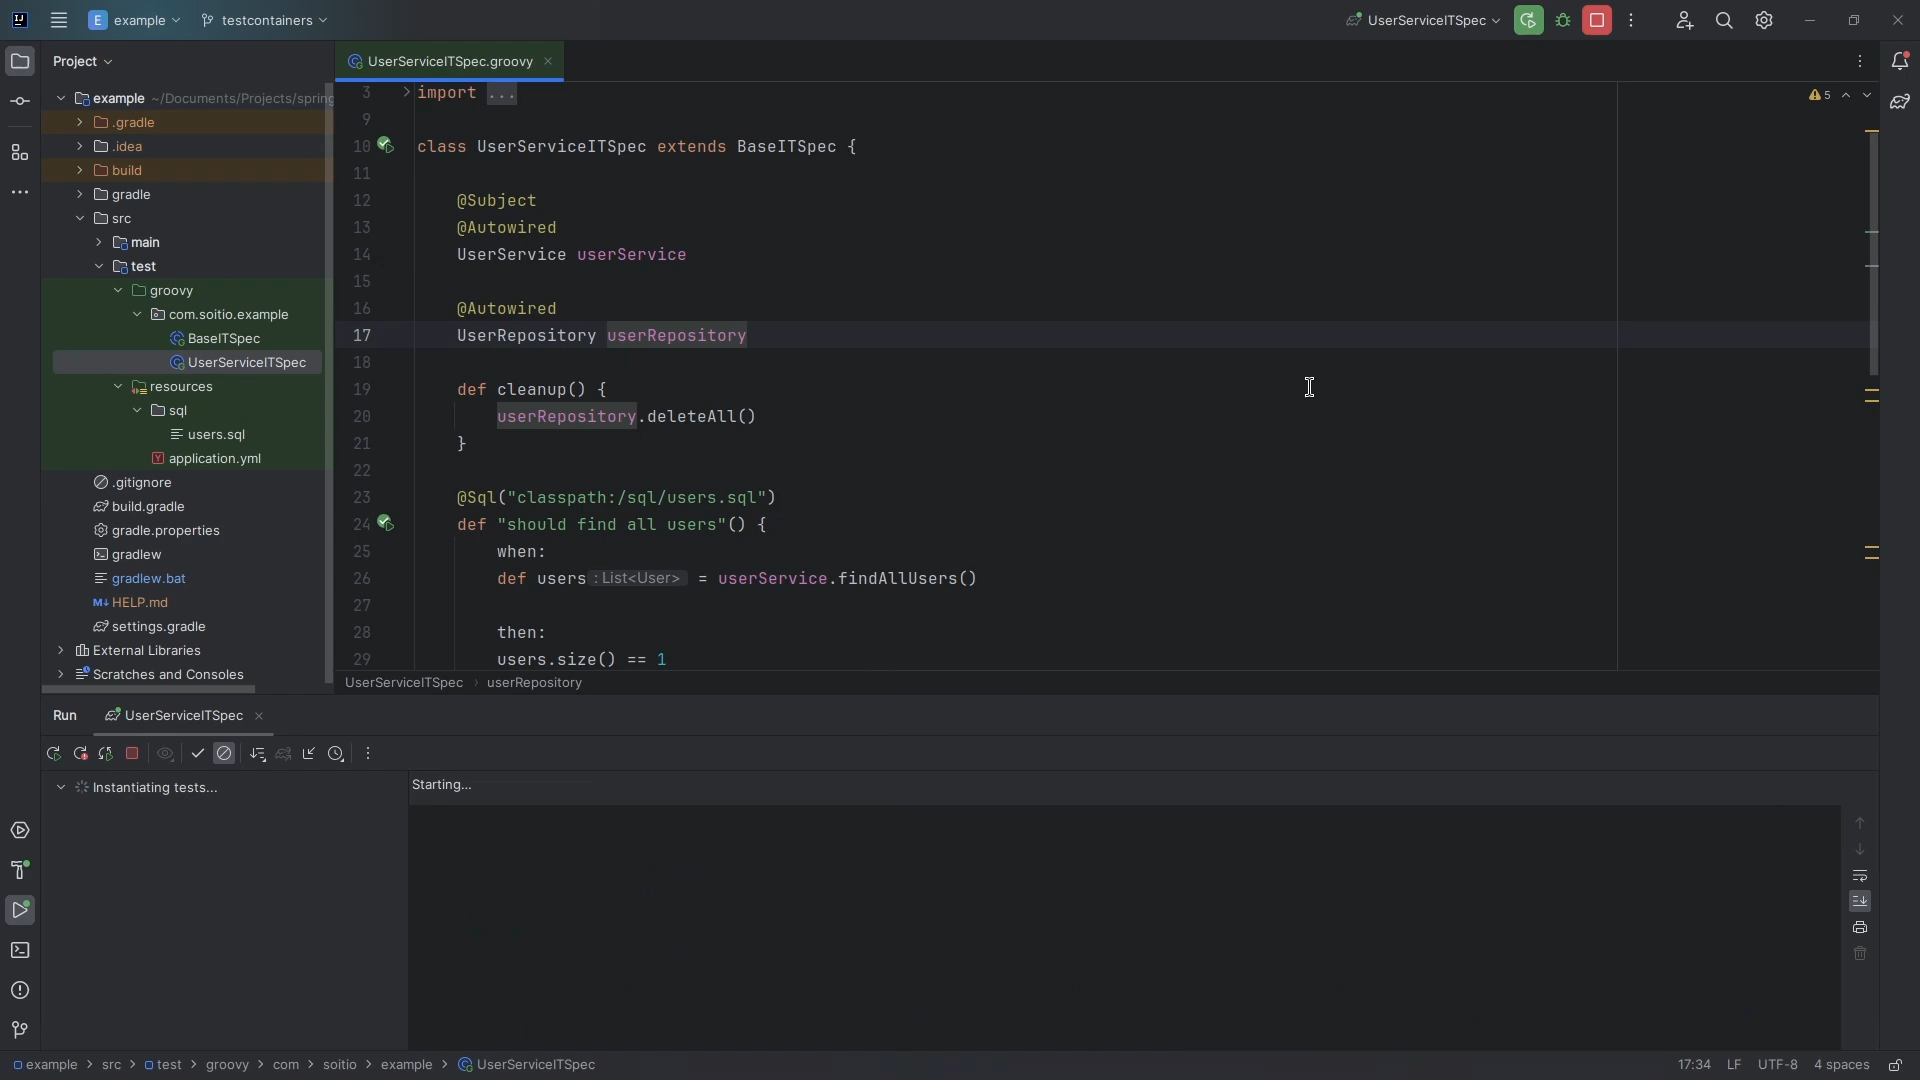 E example testcontainers UserServiceITSpec
Project UserServiceITSpec.groovy
example ~/Documents/Projects/spring
.gradle
.idea
build
gradle
src
main
test
groovy
com.soitio.example
BaseITSpec
UserServiceITSpec
resources
sql
users.sql
application.yml
.gitignore
build.gradle
gradle.properties
gradlew
gradlew.bat
M↓ HELP.md
settings.gradle
External Libraries
Scratches and Consoles
5
3 import ...
9
10 class UserServiceITSpec extends BaseITSpec {
11
12 @Subject
13 @Autowired
14 UserService userService
15
16 @Autowired
17 UserRepository userRepository
18
19 def cleanup() {
20 userRepository.deleteAll()
21 }
22
23 @Sql("classpath:/sql/users.sql")
24 def "should find all users"() {
25 when:
26 def users : List<User> = userService.findAllUsers()
27
28 then:
29 users.size() == 1
UserServiceITSpec › userRepository
Run UserServiceITSpec
Instantiating tests...
Starting...
example > src > test > groovy > com > soitio > example > UserServiceITSpec
17:34 LF UTF-8 4 spaces